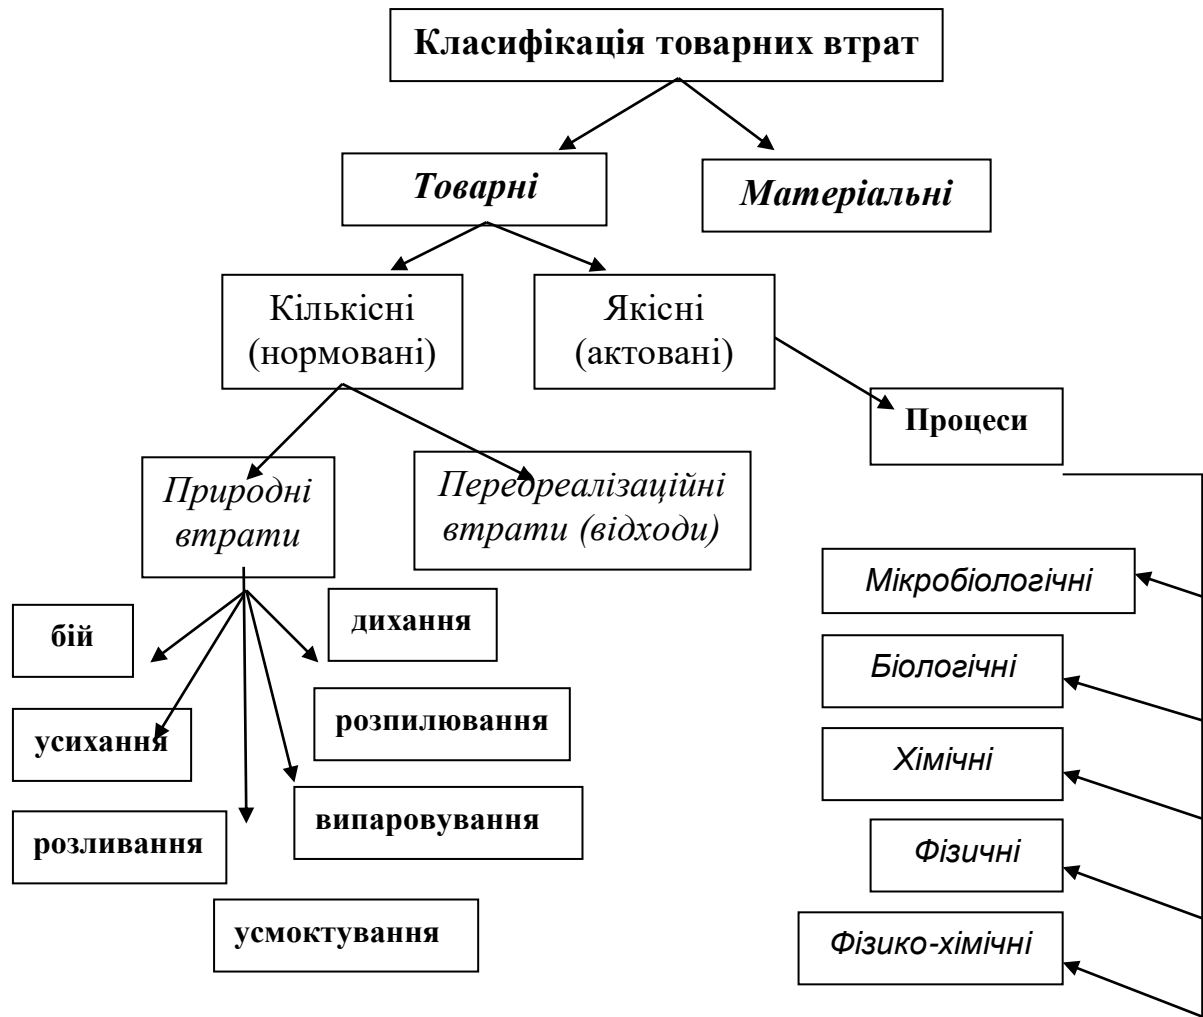 Класифікація товарних втрат
Товарні
Матеріальні
Кількісні
(нормовані)
Якісні
(актовані)
Процеси
Природні
втрати
Передреалізаційні
втрати (відходи)
Мікробіологічні
бій
дихання
Біологічні
усихання
розпилювання
Хімічні
розливання
випаровування
Фізичні
усмоктування
Фізико-хімічні